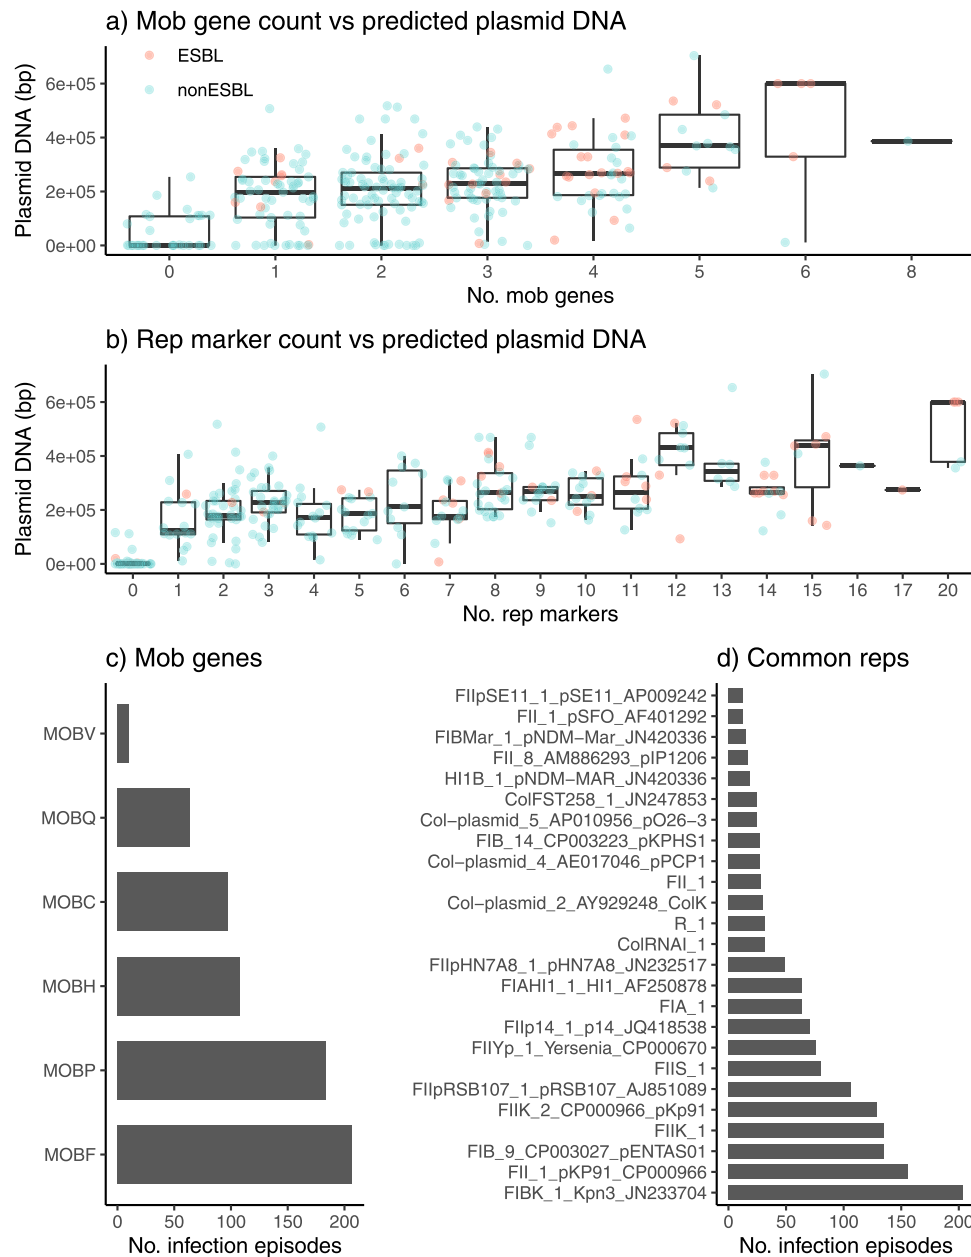 a) Mob gene count vs predicted plasmid DNA
ESBL
nonESBL
Plasmid DNA (bp)
6e+05
4e+05
2e+05
0e+00
0 1 2 3 4 5 6 8
No. mob genes
b) Rep marker count vs predicted plasmid DNA
Plasmid DNA (bp)
6e+05
4e+05
2e+05
0e+00
0 1 2 3 4 5 6 7 8 9 10 11 12 13 14 15 16 17 20
No. rep markers
c) Mob genes
MOBV
MOBQ
MOBC
MOBH
MOBP
MOBF
0 50 100 150 200
No. infection episodes
d) Common reps
FIIpSE11_1_pSE11_AP009242
FII_1_pSFO_AF401292
FIBMar_1_pNDM−Mar_JN420336
FII_8_AM886293_pIP1206
HI1B_1_pNDM−MAR_JN420336
ColFST258_1_JN247853
Col−plasmid_5_AP010956_pO26−3
FIB_14_CP003223_pKPHS1
Col−plasmid_4_AE017046_pPCP1
FII_1
Col−plasmid_2_AY929248_ColK
R_1
ColRNAI_1
FIIpHN7A8_1_pHN7A8_JN232517
FIAHI1_1_HI1_AF250878
FIA_1
FIIp14_1_p14_JQ418538
FIIYp_1_Yersenia_CP000670
FIIS_1
FIIpRSB107_1_pRSB107_AJ851089
FIIK_2_CP000966_pKp91
FIIK_1
FIB_9_CP003027_pENTAS01
FII_1_pKP91_CP000966
FIBK_1_Kpn3_JN233704
0 50 100 150 200
No. infection episodes